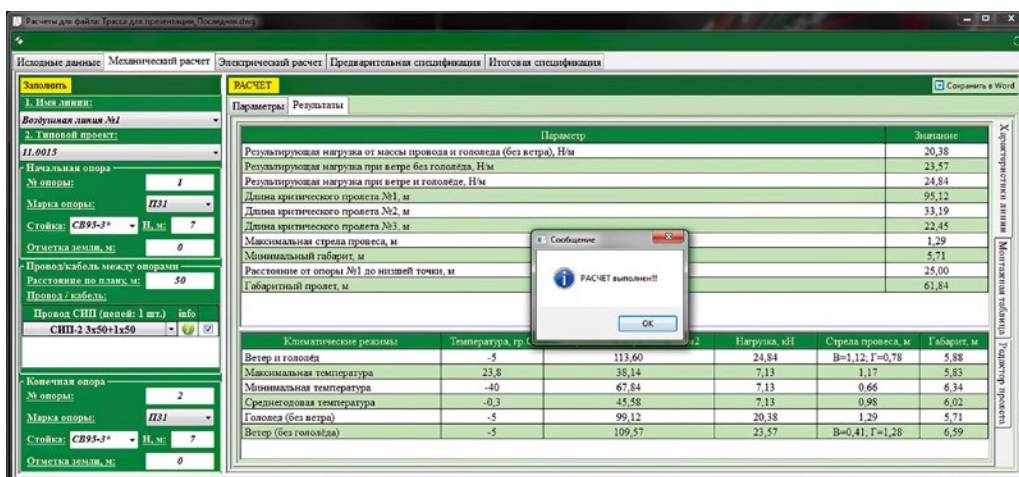 Расчеты для файла: Трасса для презентации_Последняя.dwg
Исходные данные Механический расчет Электрический расчет Предварительная спецификация Итоговая спецификация
Заполнить
РАСЧЕТ
Сохранить в Word
1. Имя линии:
Воздушная линия №1
2. Типовой проект:
11.0015
Начальная опора
№ опоры: 1
Марка опоры: П31
Стойка: СВ95-3* Н, м: 7
Отметка земли, м: 0
Провод/кабель между опорами
Расстояние по плану, м: 50
Провод / кабель:
Провод СИП (цепей: 1 шт.) info
СИП-2 3х50+1х50
Конечная опора
№ опоры: 2
Марка опоры: П31
Стойка: СВ95-3* Н, м: 7
Отметка земли, м: 0
Параметры Результаты
Параметр Значение
Результирующая нагрузка от массы провода и гололеда (без ветра), Н/м 20,38
Результирующая нагрузка при ветре без гололёда, Н/м 23,57
Результирующая нагрузка при ветре и гололёде, Н/м 24,84
Длина критического пролета №1, м 95,12
Длина критического пролета №2, м 33,19
Длина критического пролета №3, м 22,45
Максимальная стрела провеса, м 1,29
Минимальный габарит, м 5,71
Расстояние от опоры №1 до низшей точки, м 25,00
Габаритный пролет, м 61,84
Сообщение
РАСЧЕТ выполнен!!!
OK
Климатические режимы Температура, гр. Нагрузка, кН Стрела провеса, м Габарит, м
Ветер и гололёд -5 113,60 24,84 В=1,12; Г=0,78 5,88
Максимальная температура 23,8 38,14 7,13 1,17 5,83
Минимальная температура -40 67,84 7,13 0,66 6,34
Среднегодовая температура -0,3 45,58 7,13 0,98 6,02
Гололед (без ветра) -5 99,12 20,38 1,29 5,71
Ветер (без гололёда) -5 109,57 23,57 В=0,41; Г=1,28 6,59
Характеристики линии
Монтажная таблица
Редактор пролета